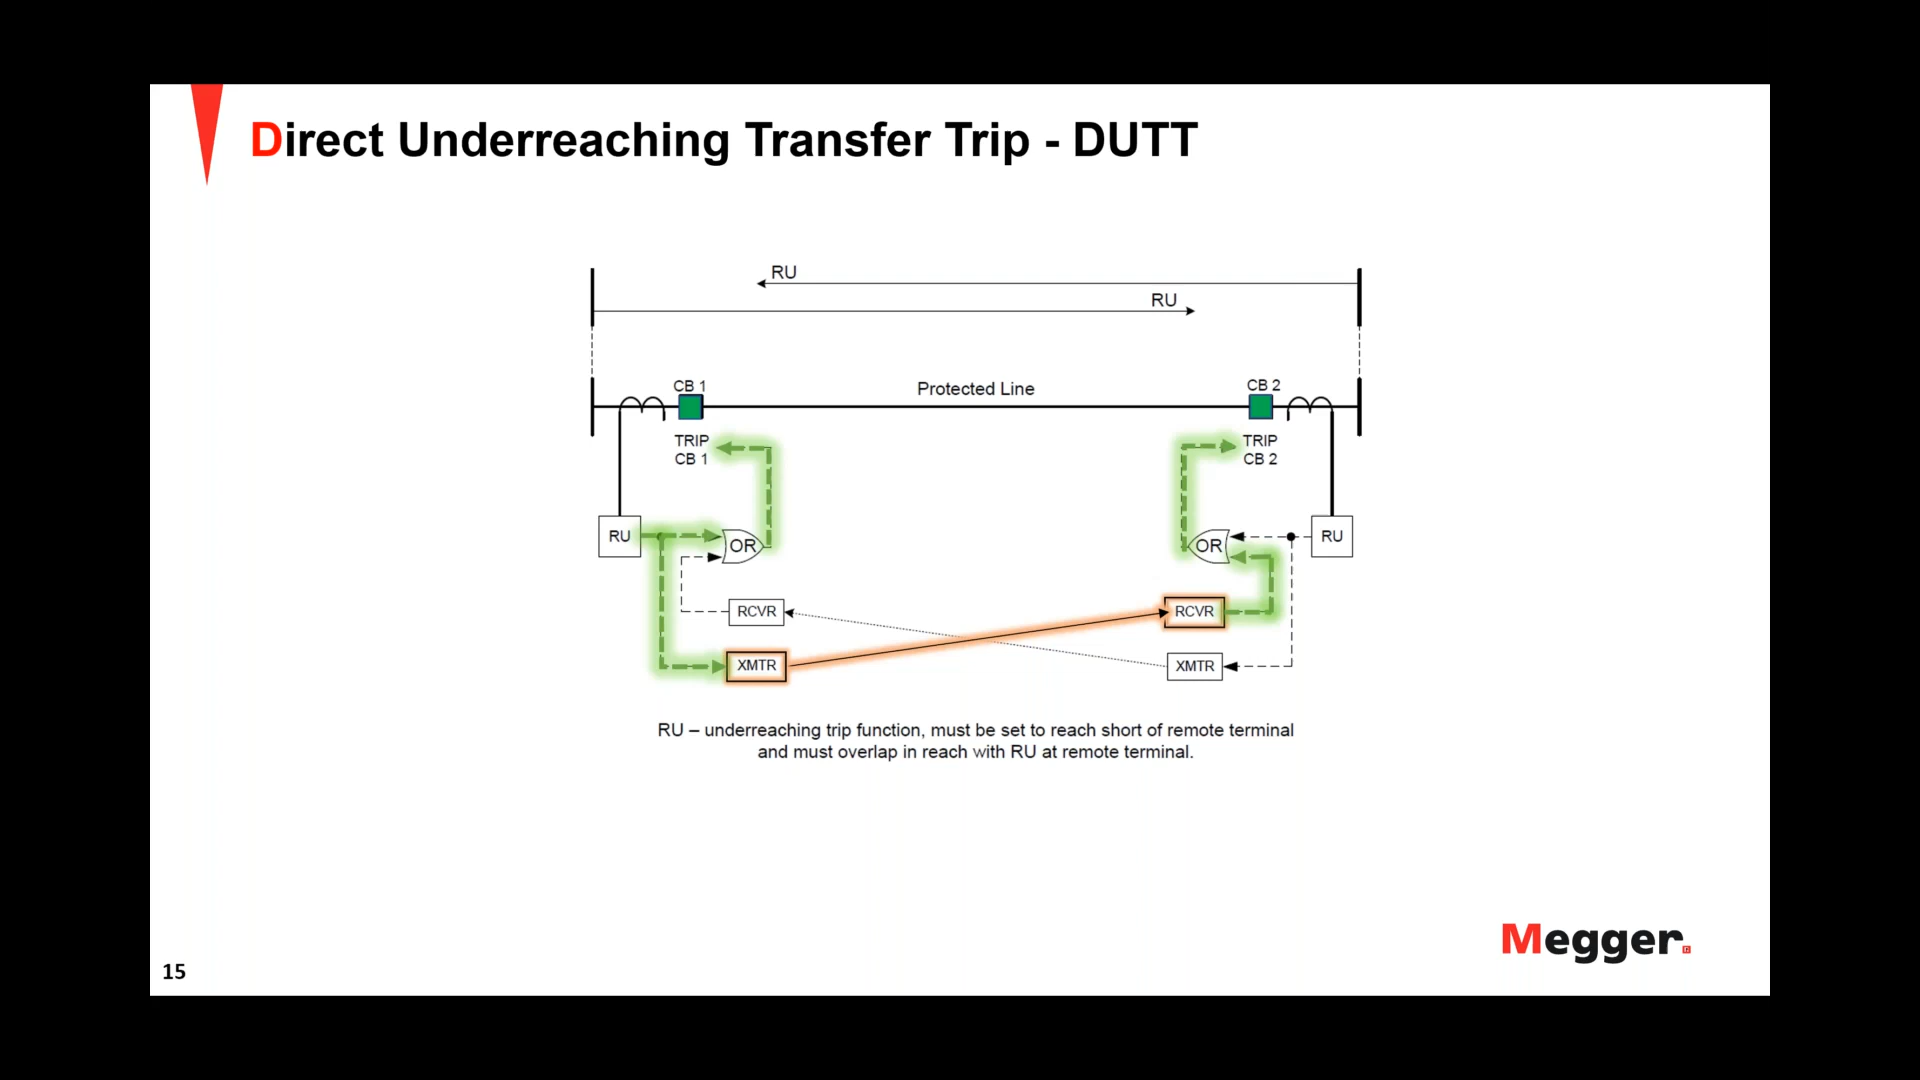 Direct Underreaching Transfer Trip - DUTT
RU
RU
CB 1
Protected Line
CB 2
TRIP
CB 1
TRIP
CB 2
RU
OR
OR
RU
RCVR
RCVR
XMTR
XMTR
RU – underreaching trip function, must be set to reach short of remote terminal
and must overlap in reach with RU at remote terminal.
Megger
15